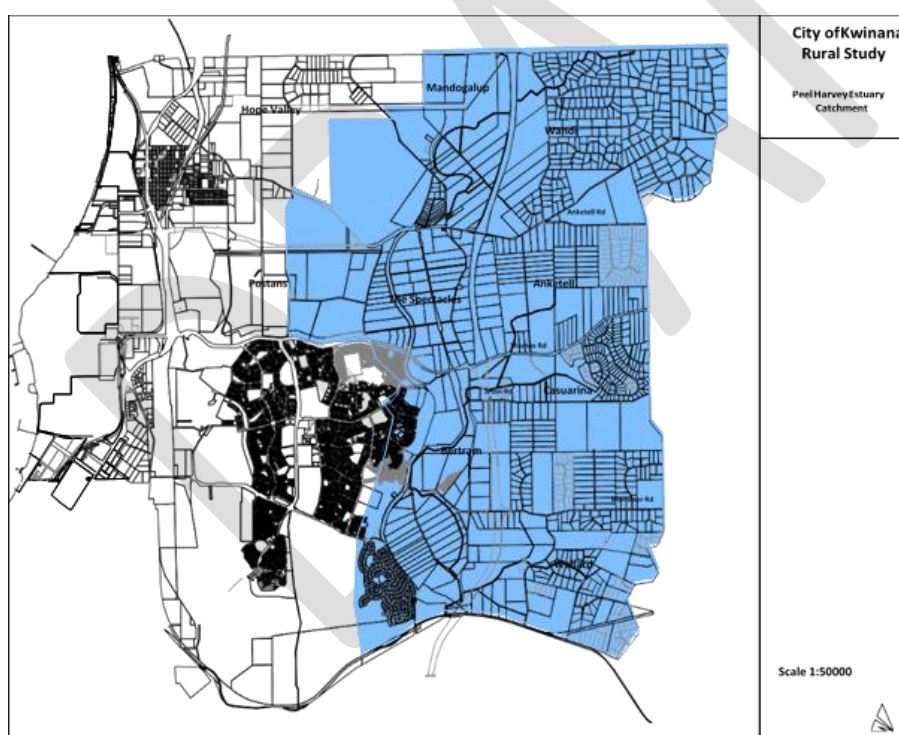 City of Kwinana
Rural Study
Peel Harvey Estuary
Catchment
Mandogalup
Hope Valley
Wandi
Anketell Rd
Postans
Anketell
The Spectacles
Casuarina
Bertram
Scale 1:50000
DRAFT